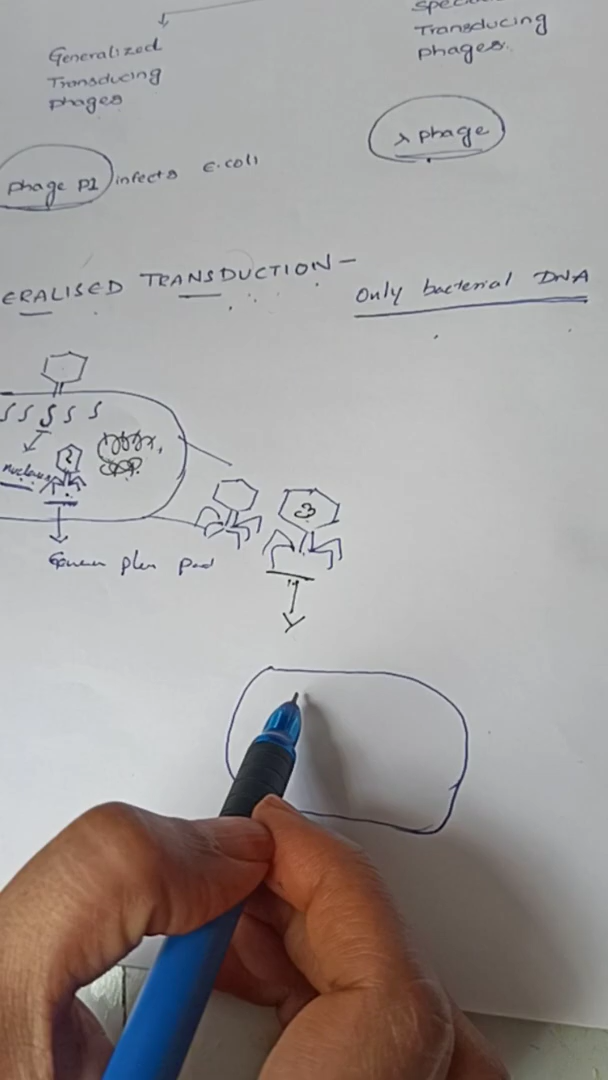 Generalized
Transducing
phages
Transducing
phages.
λ phage
phage P1 infects E.coli
ERALISED TRANSDUCTION –
Only bacterial DNA